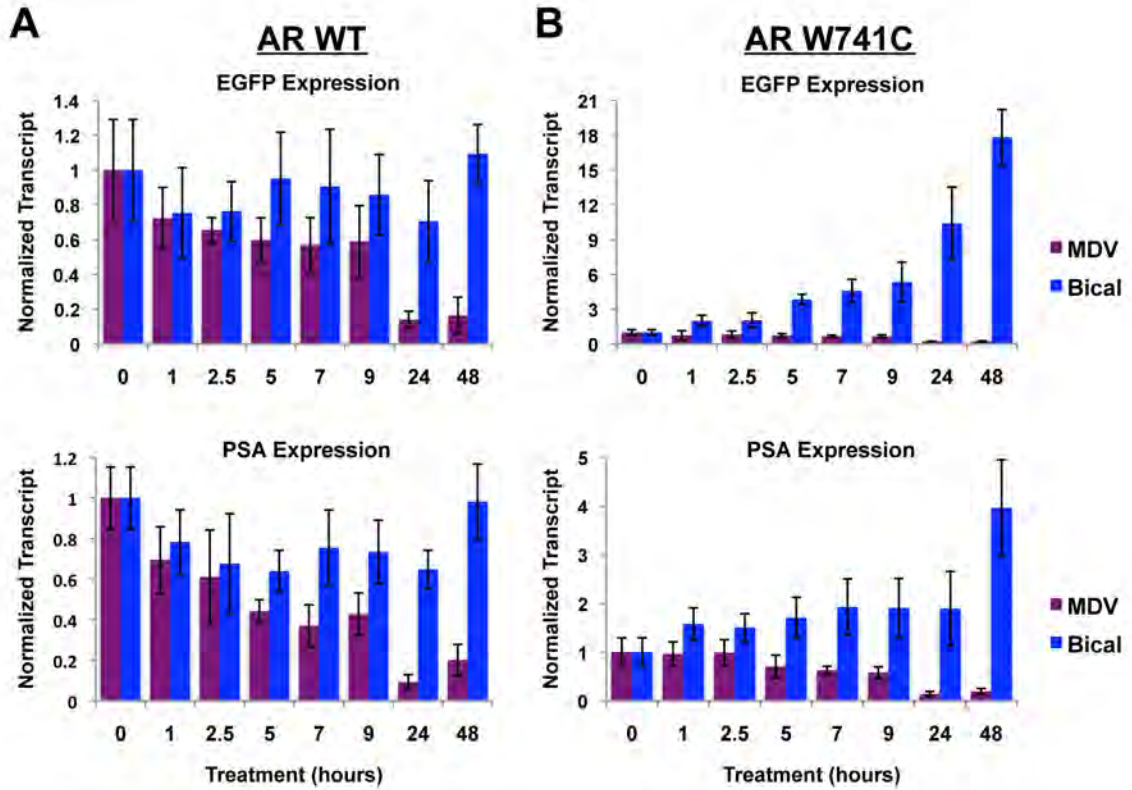 A
AR WT
EGFP Expression
Normalized Transcript
1.4
1.2
1
0.8
0.6
0.4
0.2
0
0 1 2.5 5 7 9 24 48
PSA Expression
Normalized Transcript
1.2
1
0.8
0.6
0.4
0.2
0
0 1 2.5 5 7 9 24 48
Treatment (hours)
B
AR W741C
EGFP Expression
Normalized Transcript
21
18
15
12
9
6
3
0
0 1 2.5 5 7 9 24 48
MDV
Bical
PSA Expression
Normalized Transcript
5
4
3
2
1
0
0 1 2.5 5 7 9 24 48
Treatment (hours)
MDV
Bical